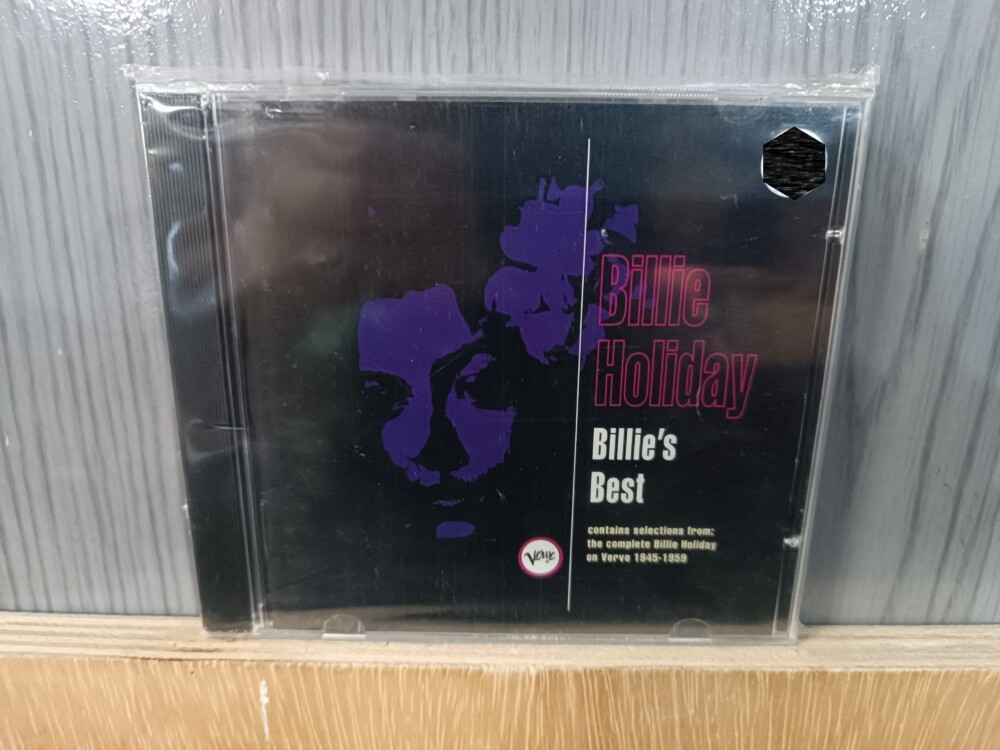 Billie
Holiday
Billie's
Best
contains selections from:
the complete Billie Holiday
on Verve 1945-1959
Verve